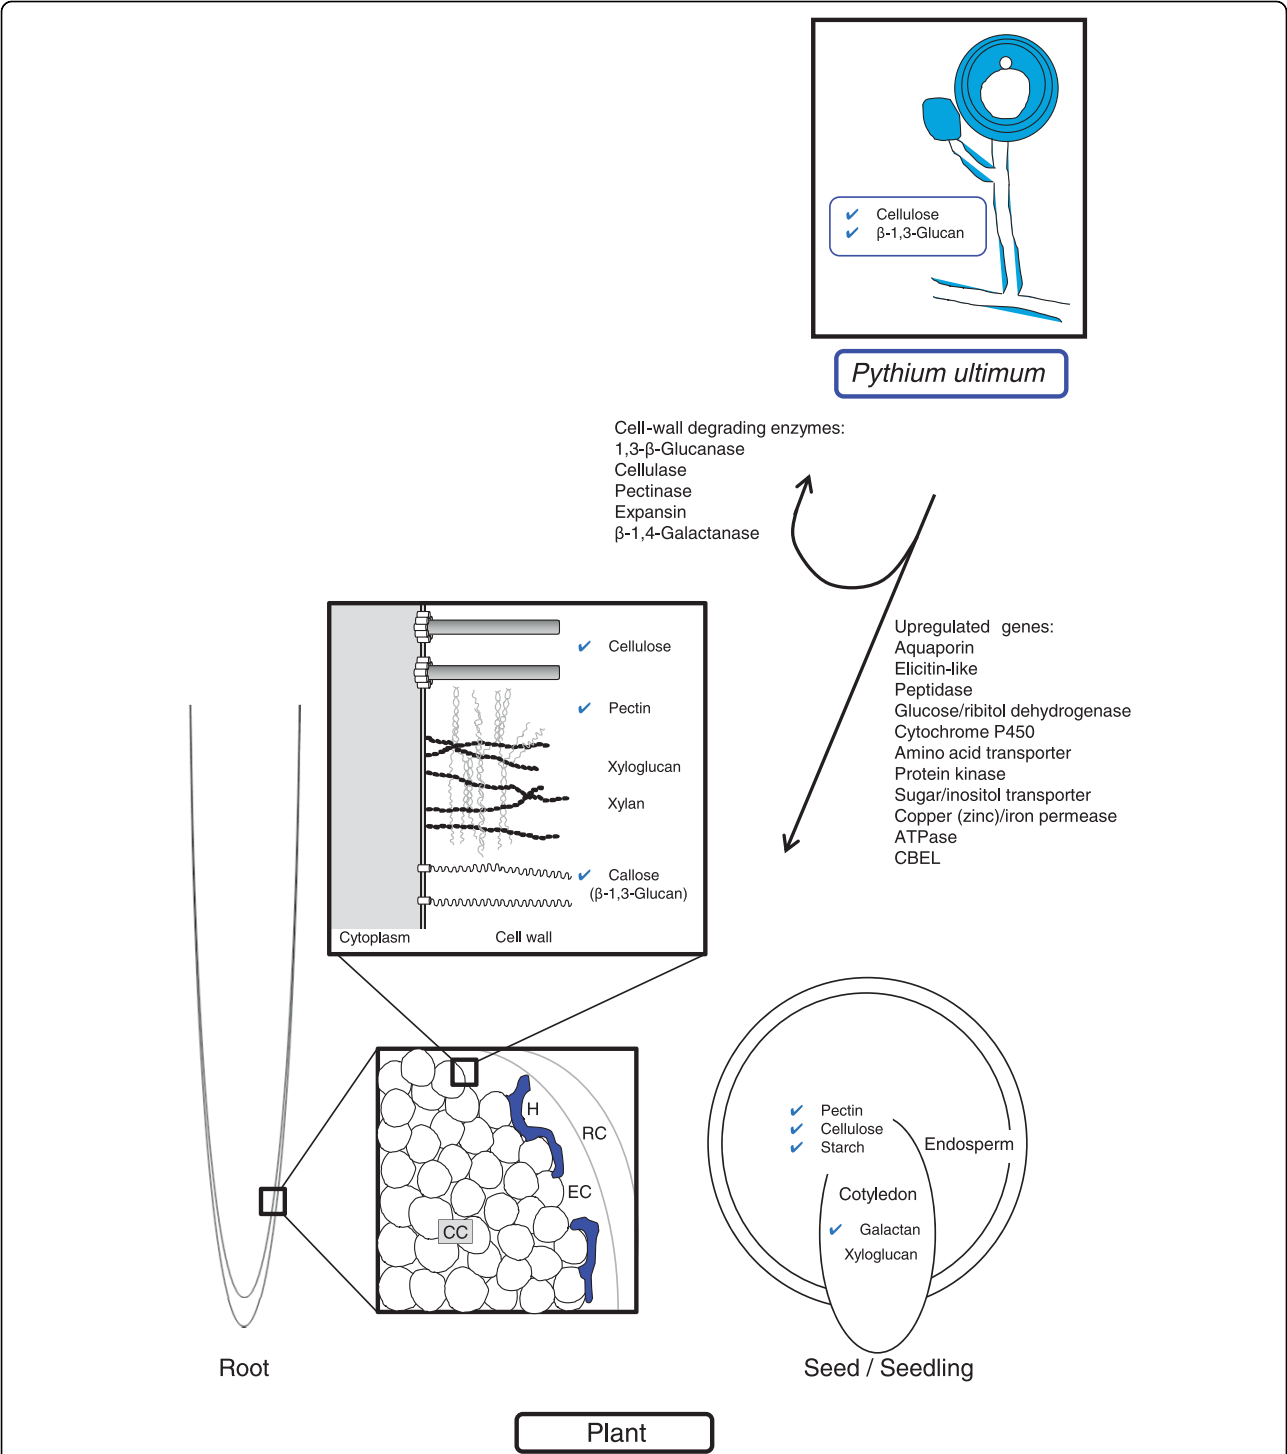 ✔ Cellulose
✔ β-1,3-Glucan
Pythium ultimum
Cell-wall degrading enzymes:
1,3-β-Glucanase
Cellulase
Pectinase
Expansin
β-1,4-Galactanase
Upregulated genes:
Aquaporin
Elicitin-like
Peptidase
Glucose/ribitol dehydrogenase
Cytochrome P450
Amino acid transporter
Protein kinase
Sugar/inositol transporter
Copper (zinc)/iron permease
ATPase
CBEL
✔ Cellulose
✔ Pectin
Xyloglucan
Xylan
✔ Callose
(β-1,3-Glucan)
Cytoplasm
Cell wall
H
RC
EC
CC
✔ Pectin
✔ Cellulose
✔ Starch
Endosperm
Cotyledon
✔ Galactan
Xyloglucan
Root
Seed / Seedling
Plant